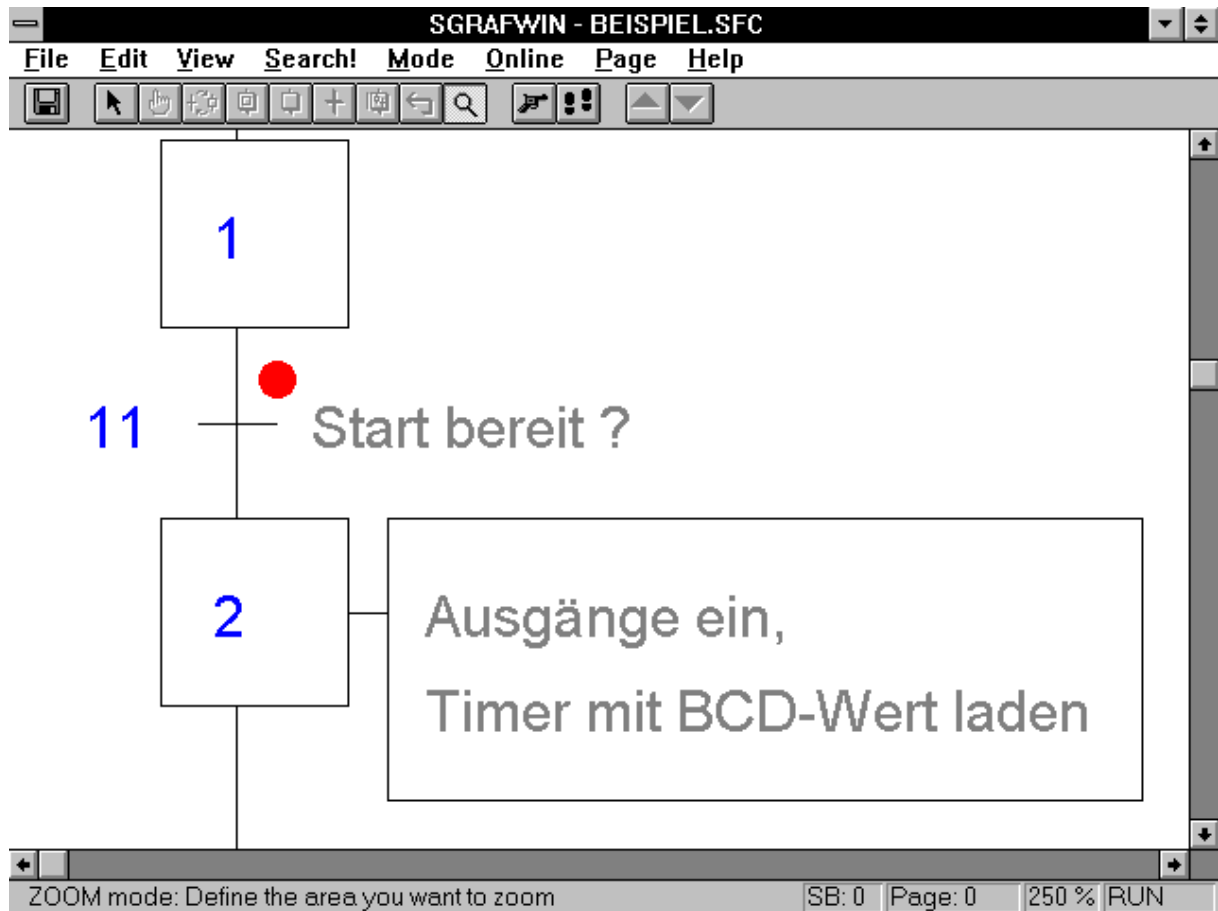 SGRAFWIN - BEISPIEL.SFC
File Edit View Search! Mode Online Page Help
1
11 Start bereit ?
2 Ausgänge ein,
Timer mit BCD-Wert laden
ZOOM mode: Define the area you want to zoom SB: 0 Page: 0 250 % RUN